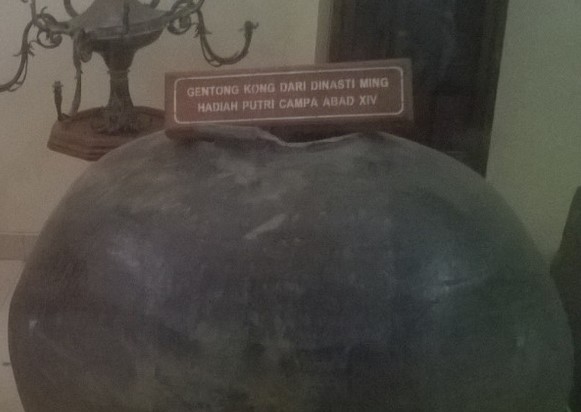 GENTONG KONG DARI DINASTI MING
HADIAH PUTRI CAMPA ABAD XIV